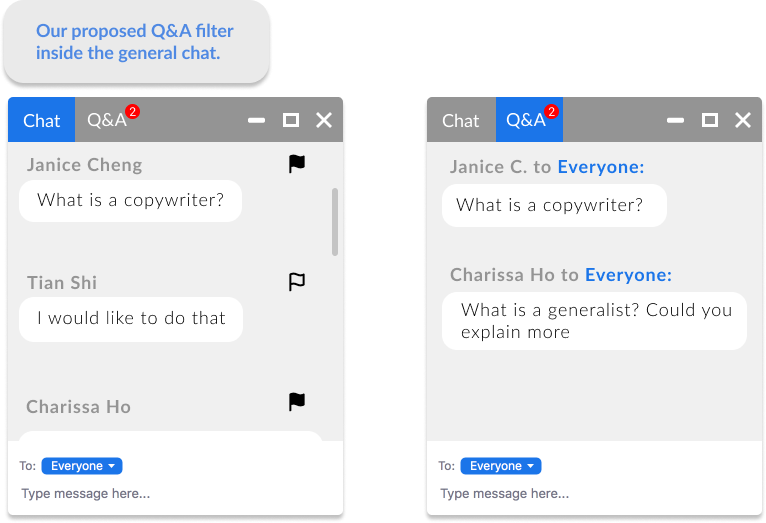 Our proposed Q&A filter
inside the general chat.
Chat Q&A 2
Janice Cheng
What is a copywriter?
Tian Shi
I would like to do that
Charissa Ho
To: Everyone
Type message here...
Chat Q&A 2
Janice C. to Everyone:
What is a copywriter?
Charissa Ho to Everyone:
What is a generalist? Could you
explain more
To: Everyone
Type message here...